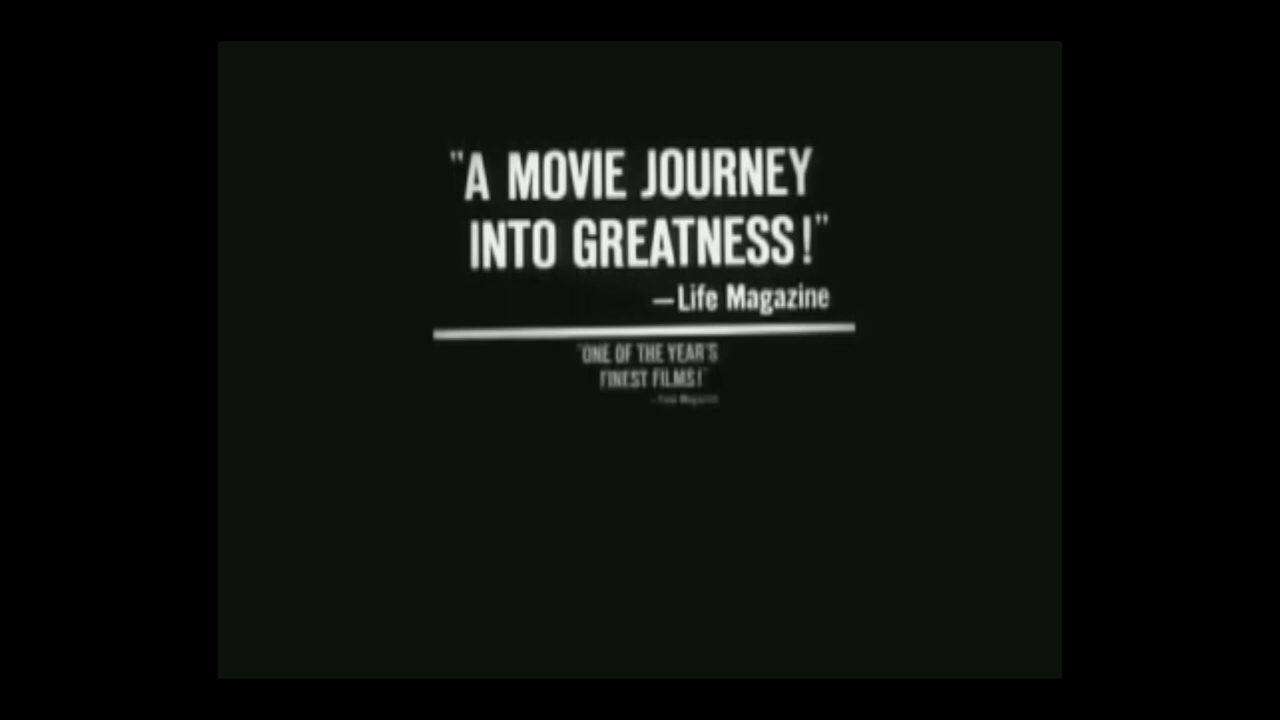 "A MOVIE JOURNEY
INTO GREATNESS!"
—Life Magazine
"ONE OF THE YEAR'S
FINEST FILMS!"